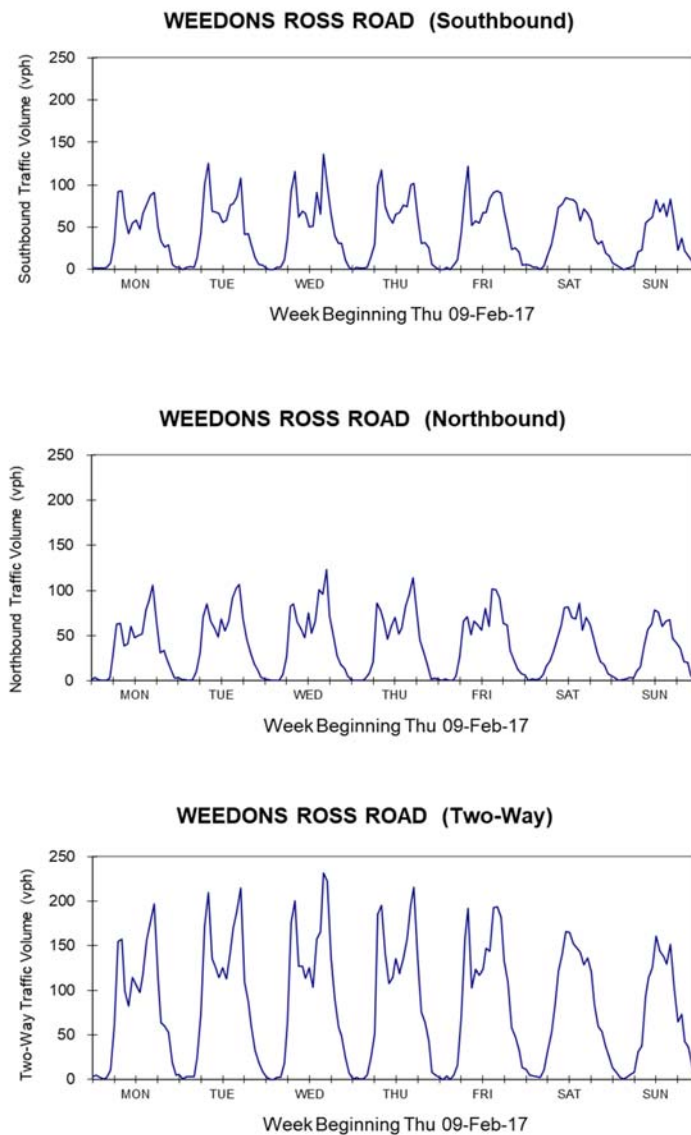 WEEDONS ROSS ROAD (Southbound)
Southbound Traffic Volume (vph)
250
200
150
100
50
0
MON TUE WED THU FRI SAT SUN
Week Beginning Thu 09-Feb-17
WEEDONS ROSS ROAD (Northbound)
Northbound Traffic Volume (vph)
250
200
150
100
50
0
MON TUE WED THU FRI SAT SUN
Week Beginning Thu 09-Feb-17
WEEDONS ROSS ROAD (Two-Way)
Two-Way Traffic Volume (vph)
250
200
150
100
50
0
MON TUE WED THU FRI SAT SUN
Week Beginning Thu 09-Feb-17